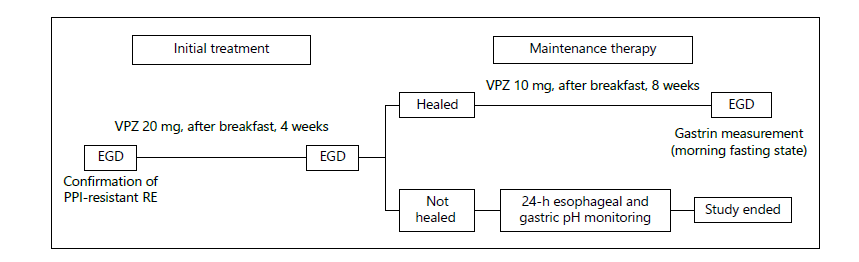 Initial treatment
Maintenance therapy
VPZ 20 mg, after breakfast, 4 weeks
EGD
EGD
Confirmation of
PPI-resistant RE
Healed
VPZ 10 mg, after breakfast, 8 weeks
EGD
Gastrin measurement
(morning fasting state)
Not
healed
24-h esophageal and
gastric pH monitoring
Study ended